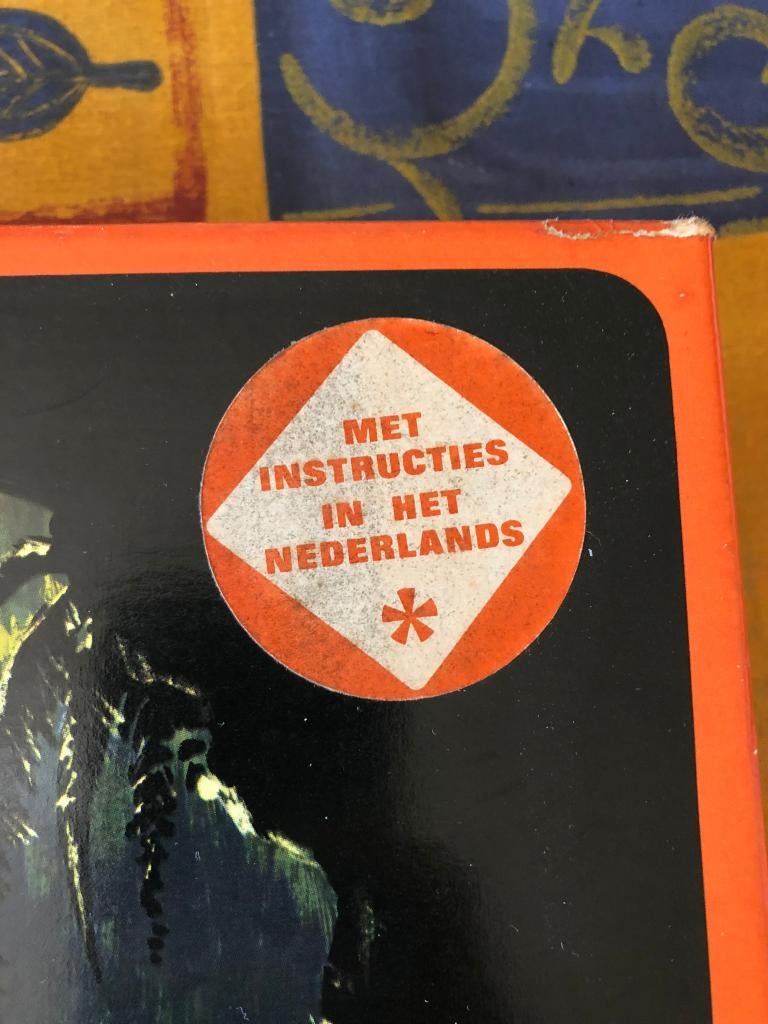 MET
INSTRUCTIES
IN HET
NEDERLANDS